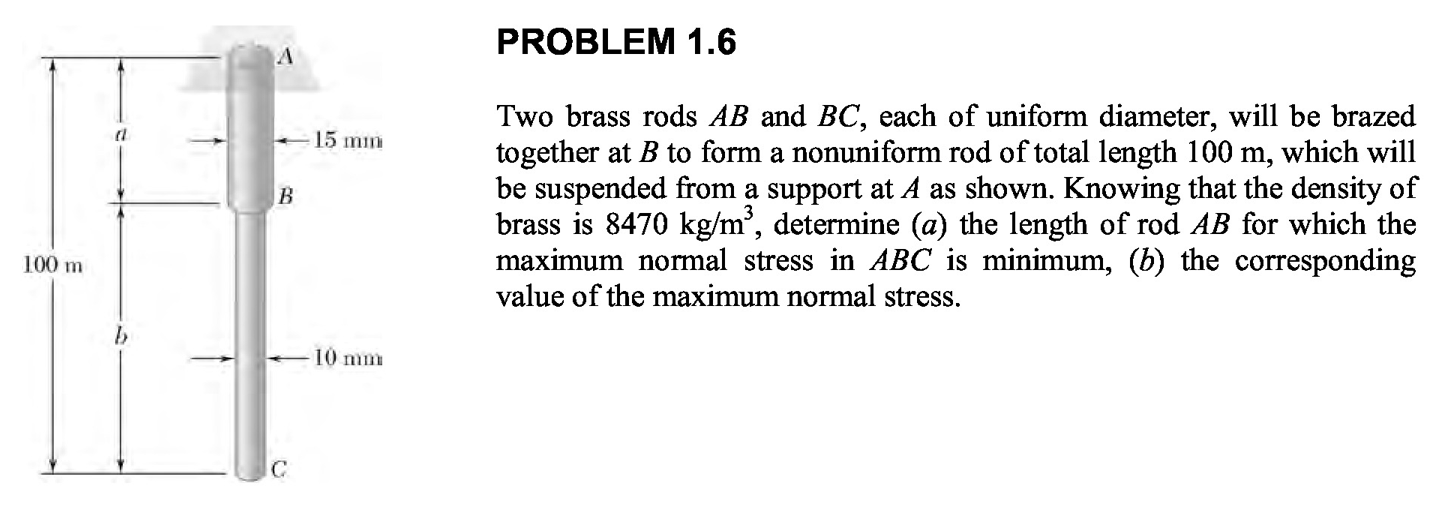 PROBLEM 1.6
Two brass rods AB and BC, each of uniform diameter, will be brazed
together at B to form a nonuniform rod of total length 100 m, which will
be suspended from a support at A as shown. Knowing that the density of
brass is 8470 kg/m³, determine (a) the length of rod AB for which the
maximum normal stress in ABC is minimum, (b) the corresponding
value of the maximum normal stress.
A
a
15 mm
B
100 m
b
10 mm
C